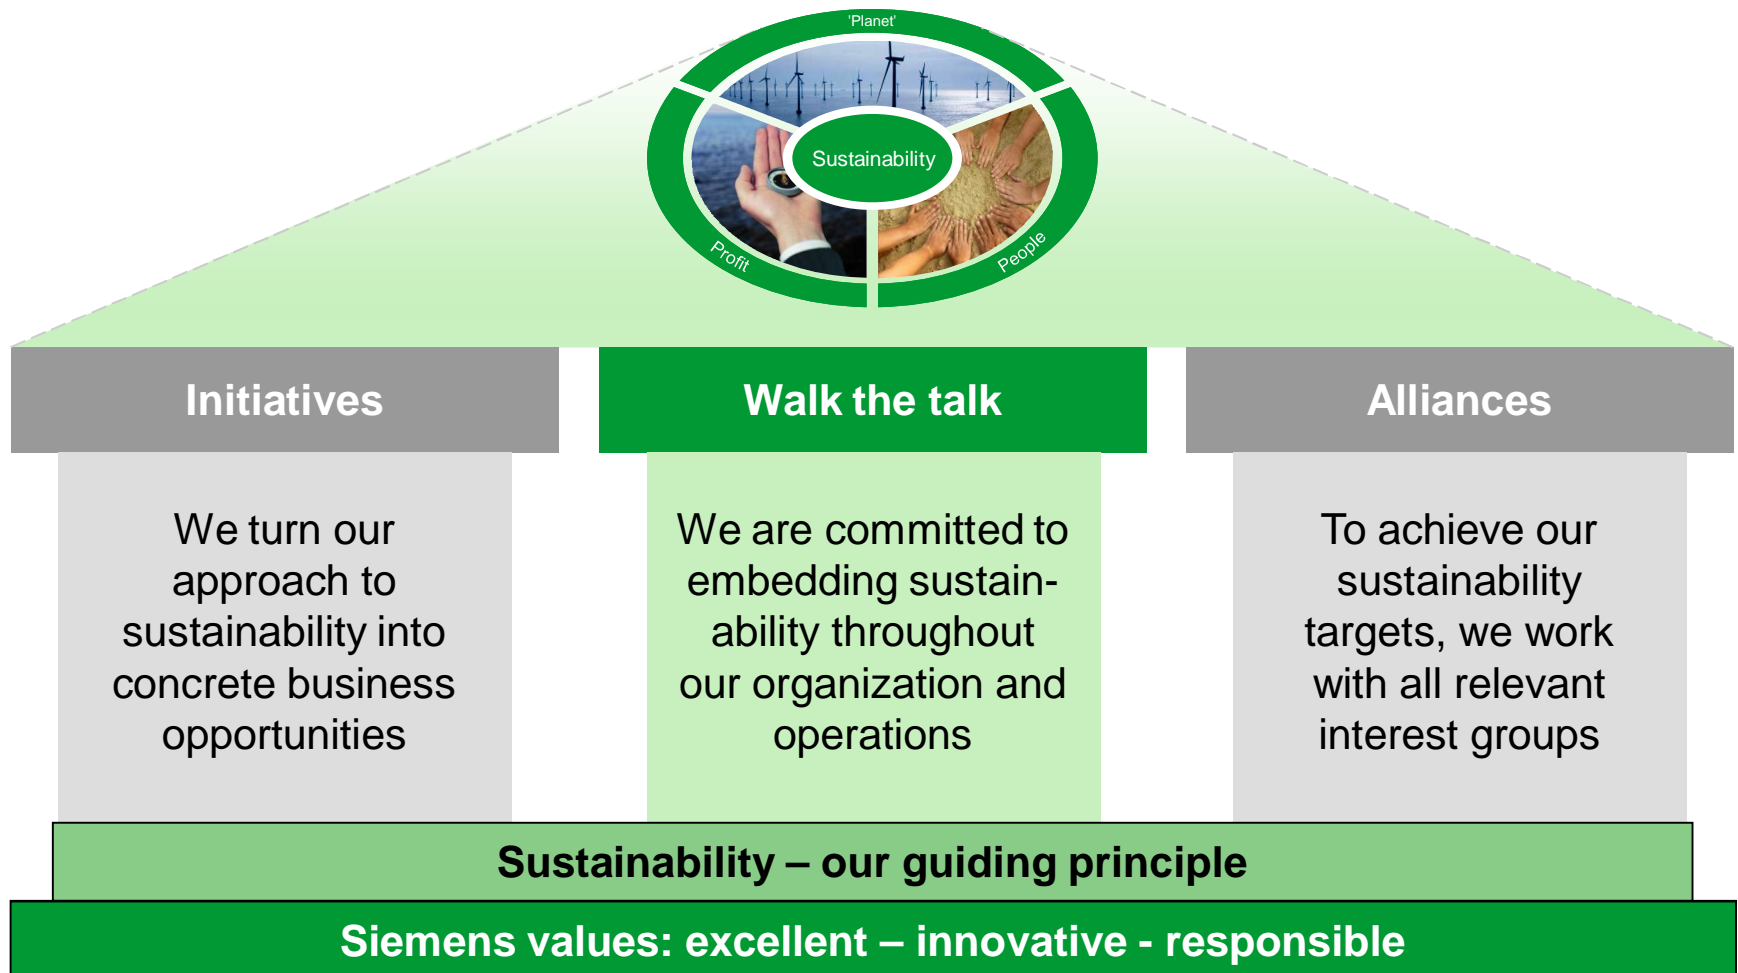 'Planet'
Sustainability
Profit
People
Initiatives
Walk the talk
Alliances
We turn our
approach to
sustainability into
concrete business
opportunities
We are committed to
embedding sustain-
ability throughout
our organization and
operations
To achieve our
sustainability
targets, we work
with all relevant
interest groups
Sustainability – our guiding principle
Siemens values: excellent – innovative - responsible